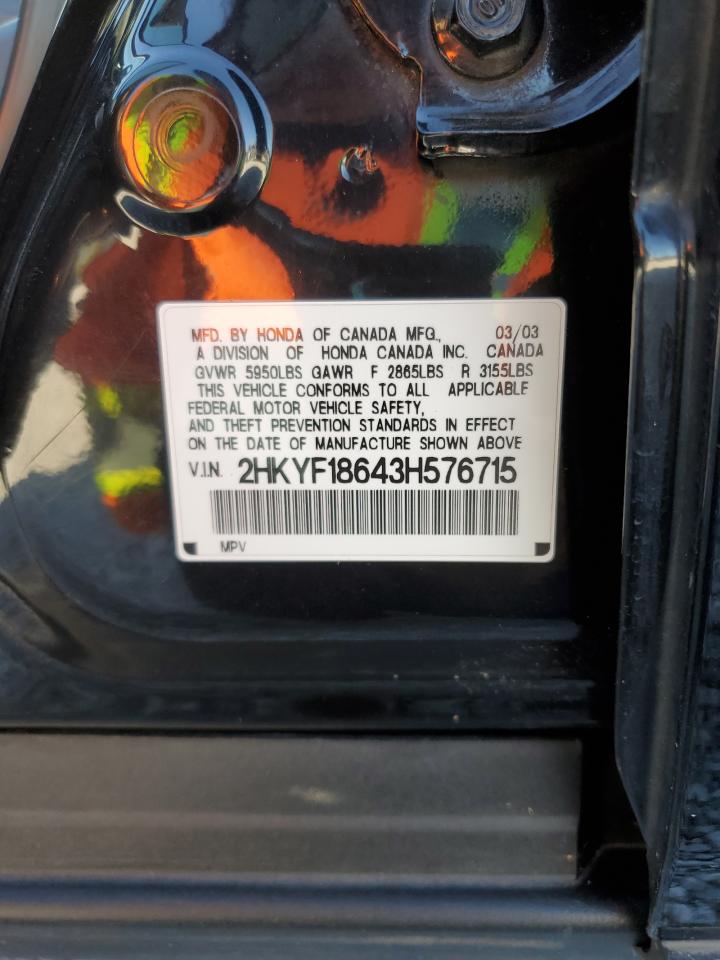 MFD. BY HONDA OF CANADA MFG., 03/03
A DIVISION OF HONDA CANADA INC. CANADA
GVWR 5950LBS GAWR F 2865LBS R 3155LBS
THIS VEHICLE CONFORMS TO ALL APPLICABLE
FEDERAL MOTOR VEHICLE SAFETY,
AND THEFT PREVENTION STANDARDS IN EFFECT
ON THE DATE OF MANUFACTURE SHOWN ABOVE
V.I.N. 2HKYF18643H576715
MPV